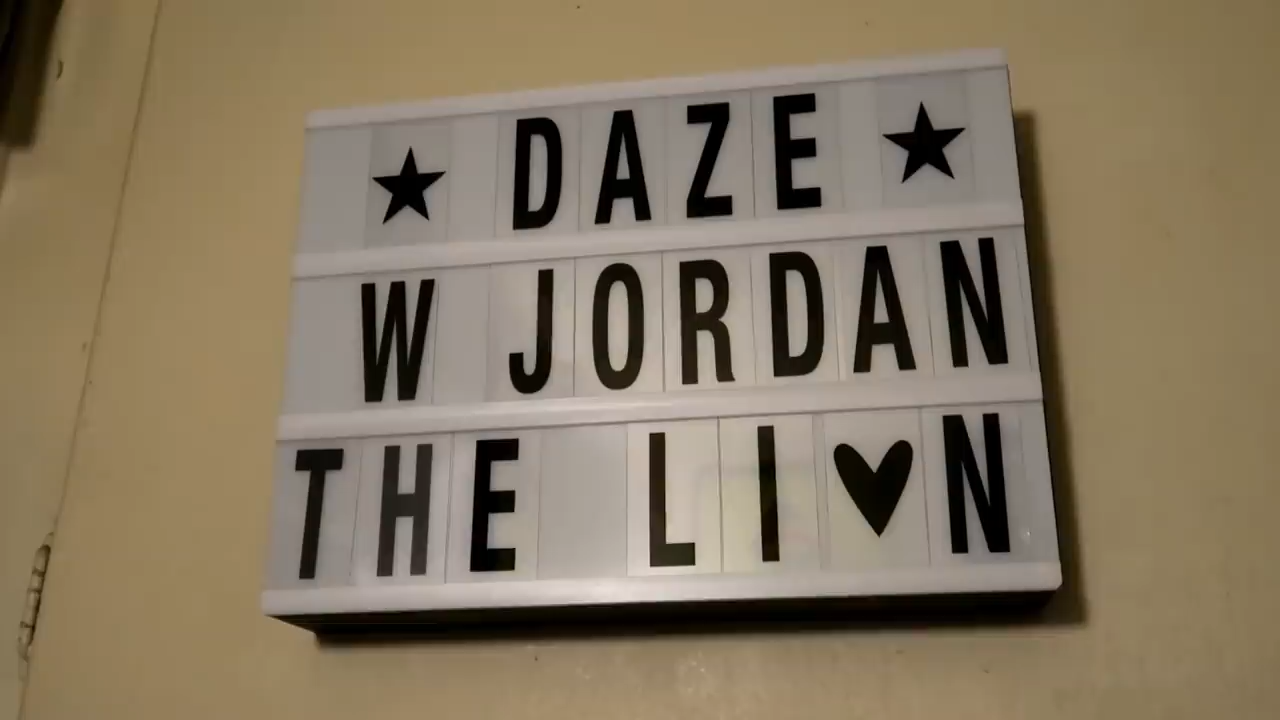 ★ DAZE ★
W JORDAN
THE LI♥N